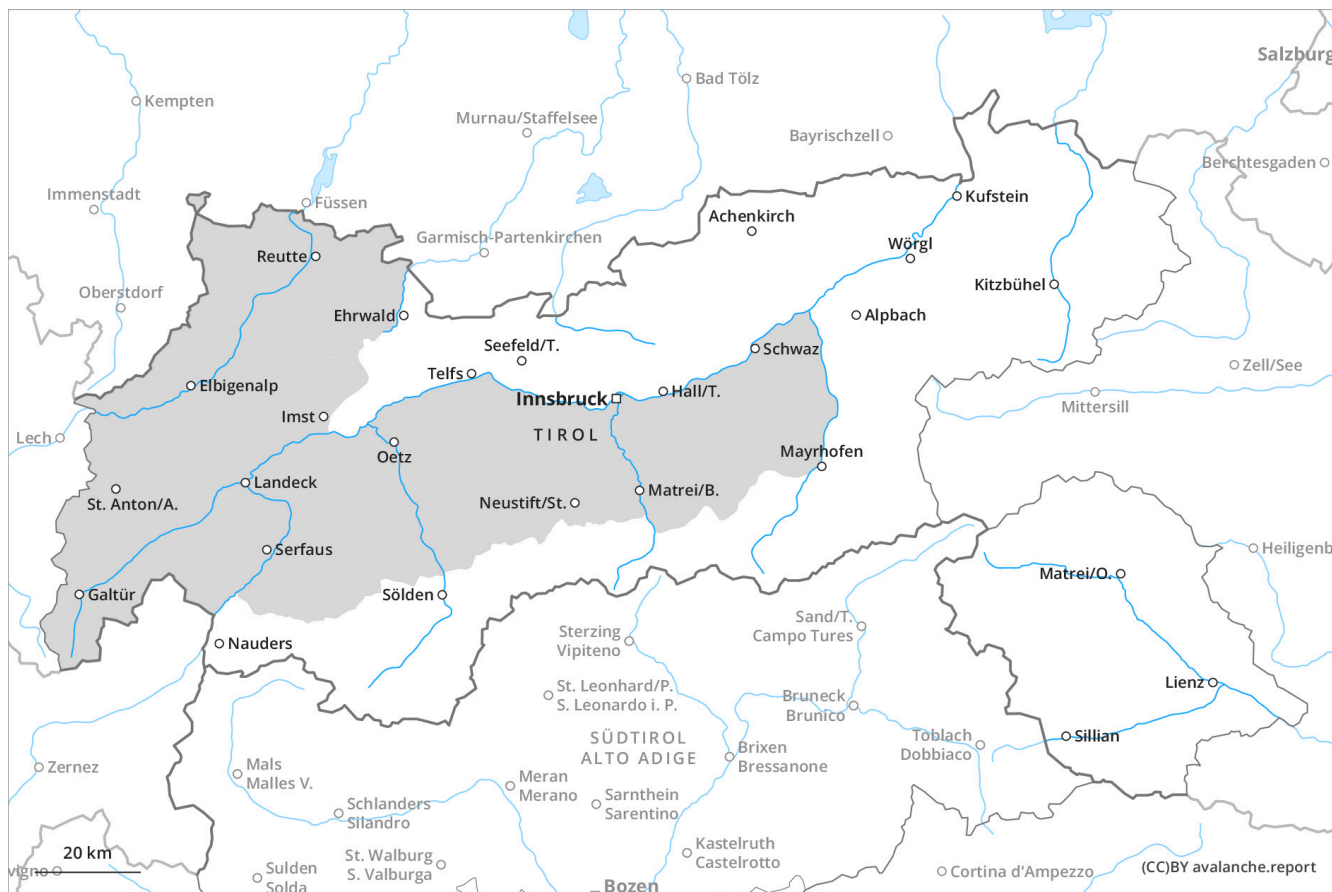 Salzburg
Kempten
Bad Tölz
Murnau/Staffelsee
Bayrischzell
Berchtesgaden
Immenstadt
Füssen
Kufstein
Achenkirch
Garmisch-Partenkirchen
Wörgl
Reutte
Kitzbühel
Oberstdorf
Ehrwald
Alpbach
Seefeld/T.
Schwaz
Zell/See
Telfs
Elbigenalp
Innsbruck
Hall/T.
Mittersill
Imst
Lech
TIROL
Oetz
Mayrhofen
Landeck
St. Anton/A.
Neustift/St.
Matrei/B.
Serfaus
Heiligenb
Matrei/O.
Galtür
Sölden
Sand/T.
Campo Tures
Nauders
Sterzing
Vipiteno
Lienz
St. Leonhard/P.
S. Leonardo i. P.
Bruneck
Brunico
SÜDTIROL
ALTO ADIGE
Toblach
Dobbiaco
Sillian
Brixen
Bressanone
Zernez
Mals
Malles V.
Meran
Merano
Schlanders
Silandro
Sarnthein
Sarentino
20 km
St. Walburg
S. Valburga
Kastelruth
Castelrotto
vigno
Sulden
Solda
Cortina d'Ampezzo
(CC)BY avalanche.report
Bozen